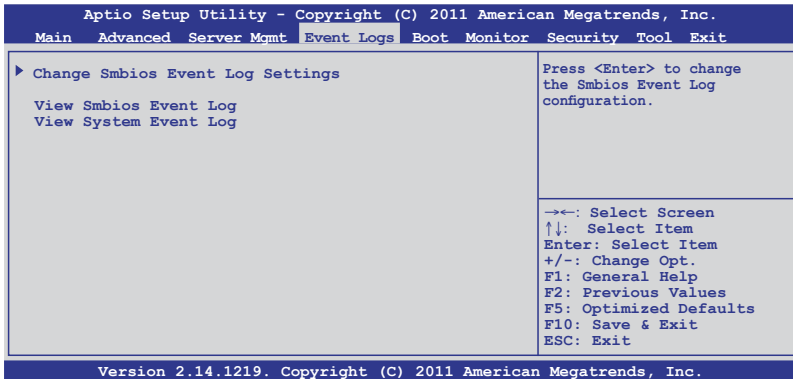 Aptio Setup Utility - Copyright (C) 2011 American Megatrends, Inc.
Main Advanced Server Mgmt Event Logs Boot Monitor Security Tool Exit
Change Smbios Event Log Settings
View Smbios Event Log
View System Event Log
Press <Enter> to change
the Smbios Event Log
configuration.
→←: Select Screen
↑↓: Select Item
Enter: Select Item
+/-: Change Opt.
F1: General Help
F2: Previous Values
F5: Optimized Defaults
F10: Save & Exit
ESC: Exit
Version 2.14.1219. Copyright (C) 2011 American Megatrends, Inc.